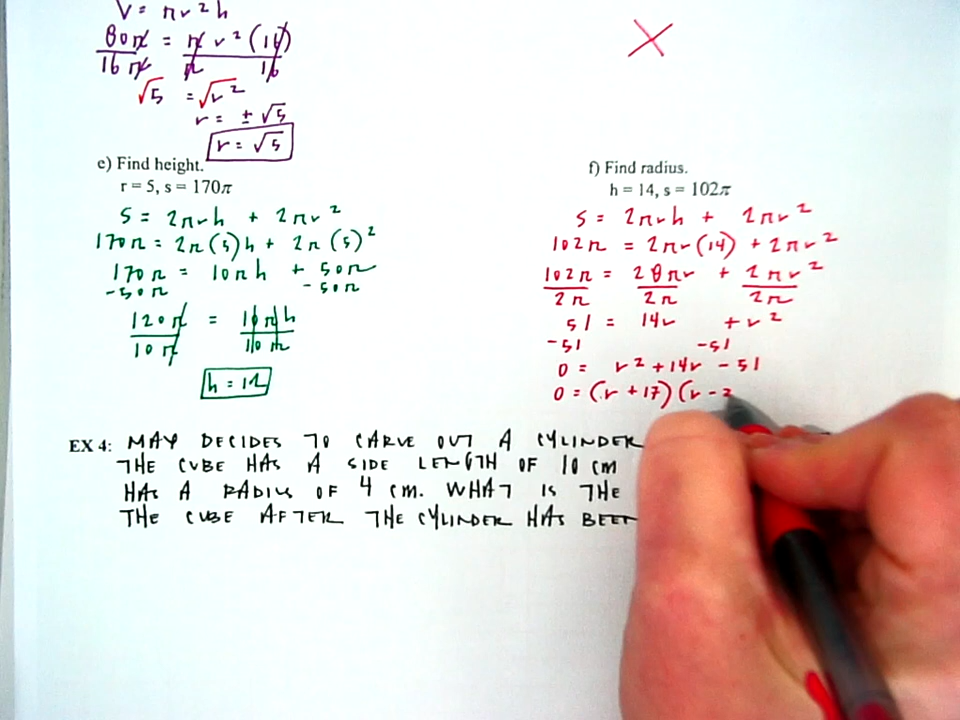 V = πr²h
80π = πr²(16)
16π π 16
√5 = √r²
r = ± √5
r = √5
e) Find height.
r = 5, s = 170π
S = 2πrh + 2πr²
170π = 2π(5)h + 2π(5)²
170π = 10πh + 50π
-50π -50π
120π = 10πh
10π 10π
h = 12
f) Find radius.
h = 14, s = 102π
S = 2πrh + 2πr²
102π = 2πr(14) + 2πr²
102π = 28πr + 2πr²
2π 2π 2π
51 = 14r + r²
-51 -51
0 = r² + 14r - 51
0 = (r + 17)(r - 3
EX 4: MAY DECIDES TO CARVE OUT A CYLINDER
THE CUBE HAS A SIDE LENGTH OF 10 CM
HAS A RADIUS OF 4 CM. WHAT IS THE
THE CUBE AFTER THE CYLINDER HAS BEEN